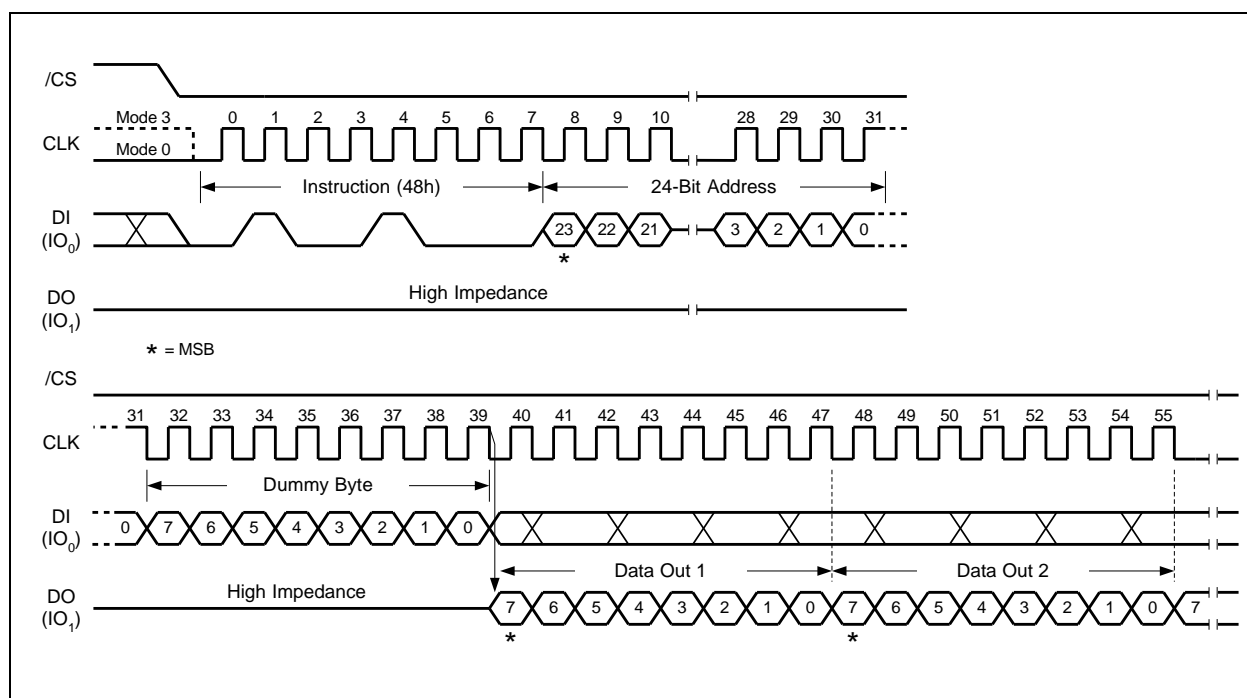 /CS
Mode 3 0 1 2 3 4 5 6 7 8 9 10 28 29 30 31
CLK
Mode 0
Instruction (48h) 24-Bit Address
DI
(IO0) 23 22 21 3 2 1 0
*
High Impedance
DO
(IO1)
* = MSB
/CS
31 32 33 34 35 36 37 38 39 40 41 42 43 44 45 46 47 48 49 50 51 52 53 54 55
CLK
Dummy Byte
DI
(IO0) 0 7 6 5 4 3 2 1 0
Data Out 1 Data Out 2
High Impedance
DO
(IO1) 7 6 5 4 3 2 1 0 7 6 5 4 3 2 1 0 7
* *